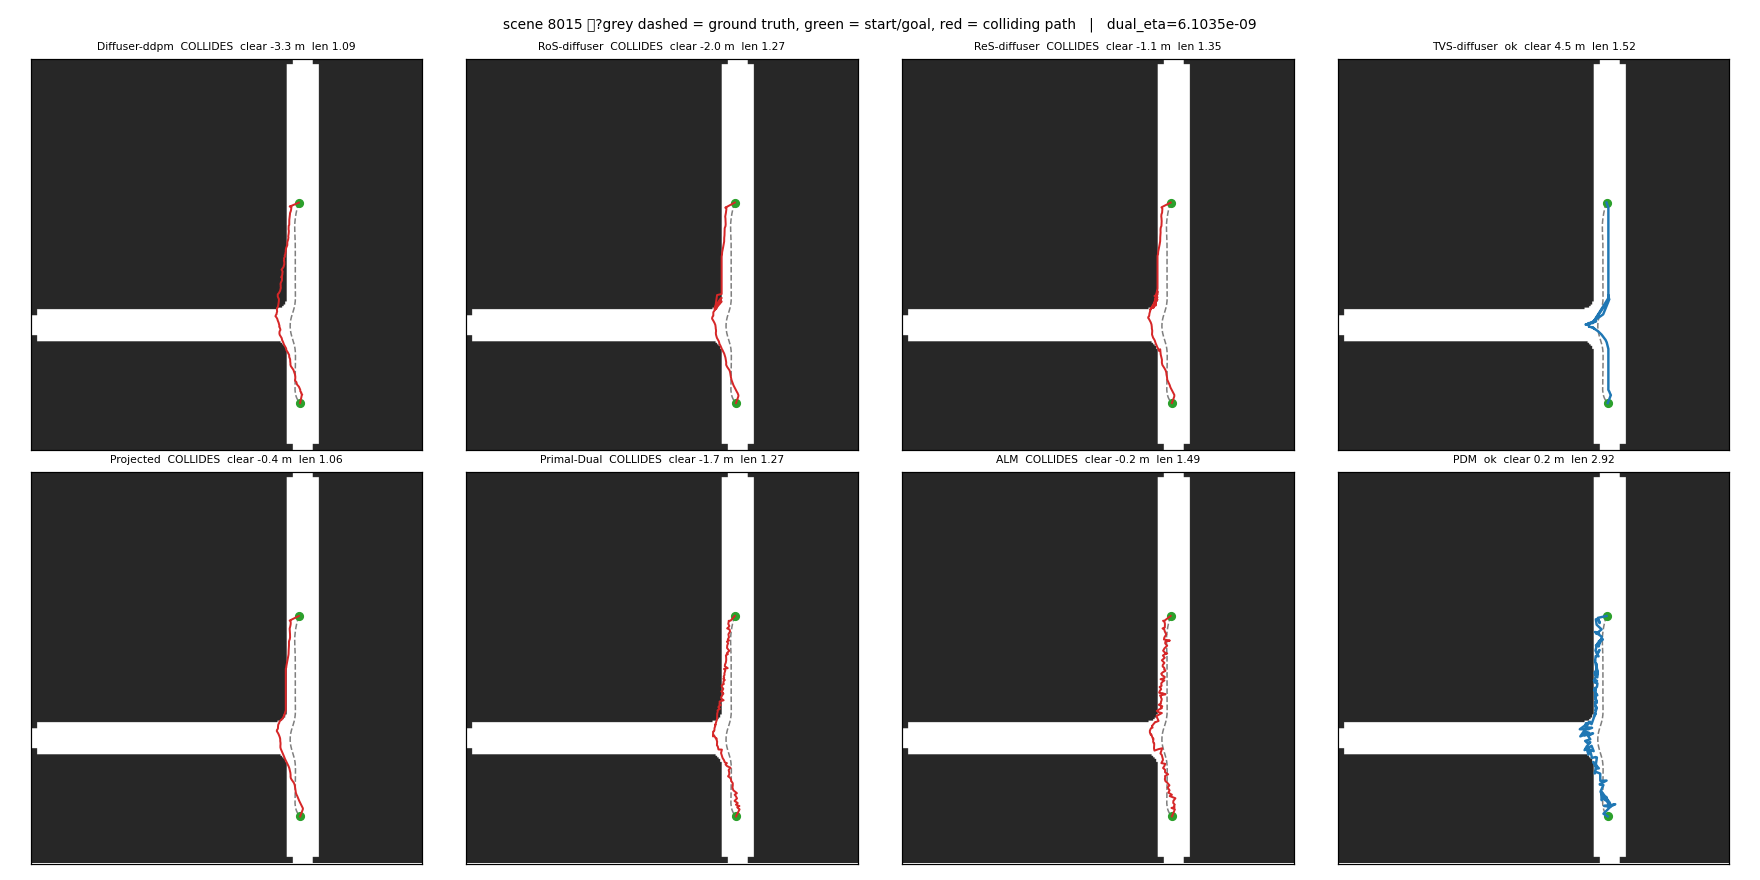 scene 8015 �?grey dashed = ground truth, green = start/goal, red = colliding path | dual_eta=6.1035e-09
Diffuser-ddpm COLLIDES clear -3.3 m len 1.09
RoS-diffuser COLLIDES clear -2.0 m len 1.27
ReS-diffuser COLLIDES clear -1.1 m len 1.35
TVS-diffuser ok clear 4.5 m len 1.52
Projected COLLIDES clear -0.4 m len 1.06
Primal-Dual COLLIDES clear -1.7 m len 1.27
ALM COLLIDES clear -0.2 m len 1.49
PDM ok clear 0.2 m len 2.92